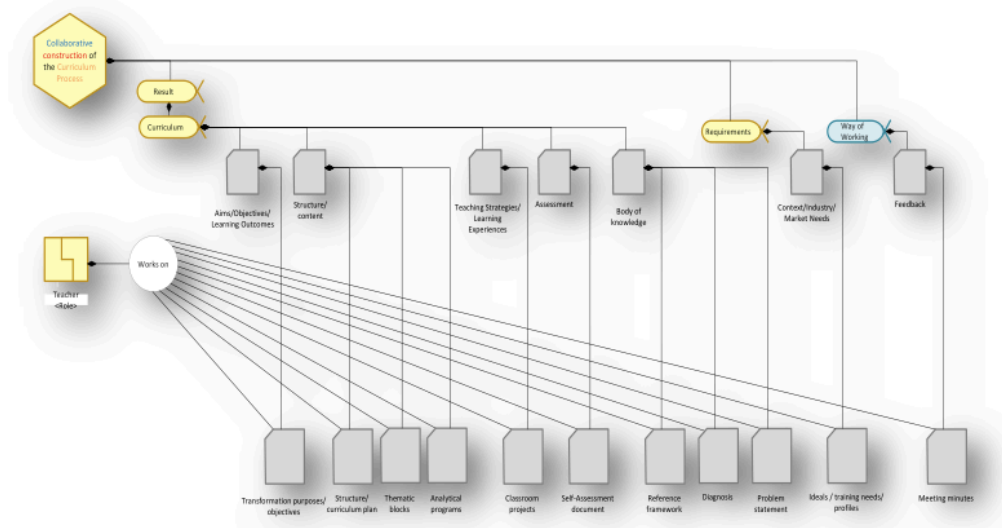 Collaborative
construction of
the Curriculum
Process
Result
Curriculum
Requirements
Way of
Working
Aims/Objectives/
Learning Outcomes
Structure/
content
Teaching Strategies/
Learning
Experiences
Assessment
Body of
knowledge
Context/Industry/
Market Needs
Feedback
Teacher
<Role>
Works on
Transformation purposes/
objectives
Structure/
curriculum plan
Thematic
blocks
Analytical
programs
Classroom
projects
Self-Assessment
document
Reference
framework
Diagnosis
Problem
statement
Ideals / training needs/
profiles
Meeting minutes